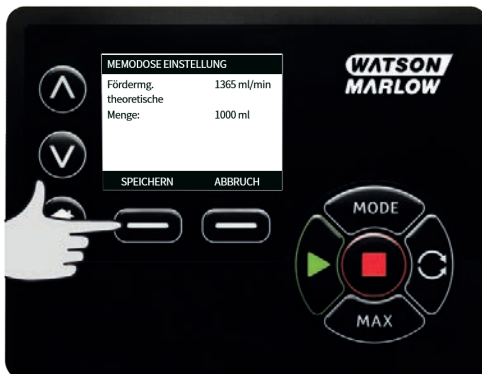 MEMODOSE EINSTELLUNG
Fördermg. 1365 ml/min
theoretische
Menge: 1000 ml
SPEICHERN ABBRUCH
WATSON
MARLOW
MODE
MAX